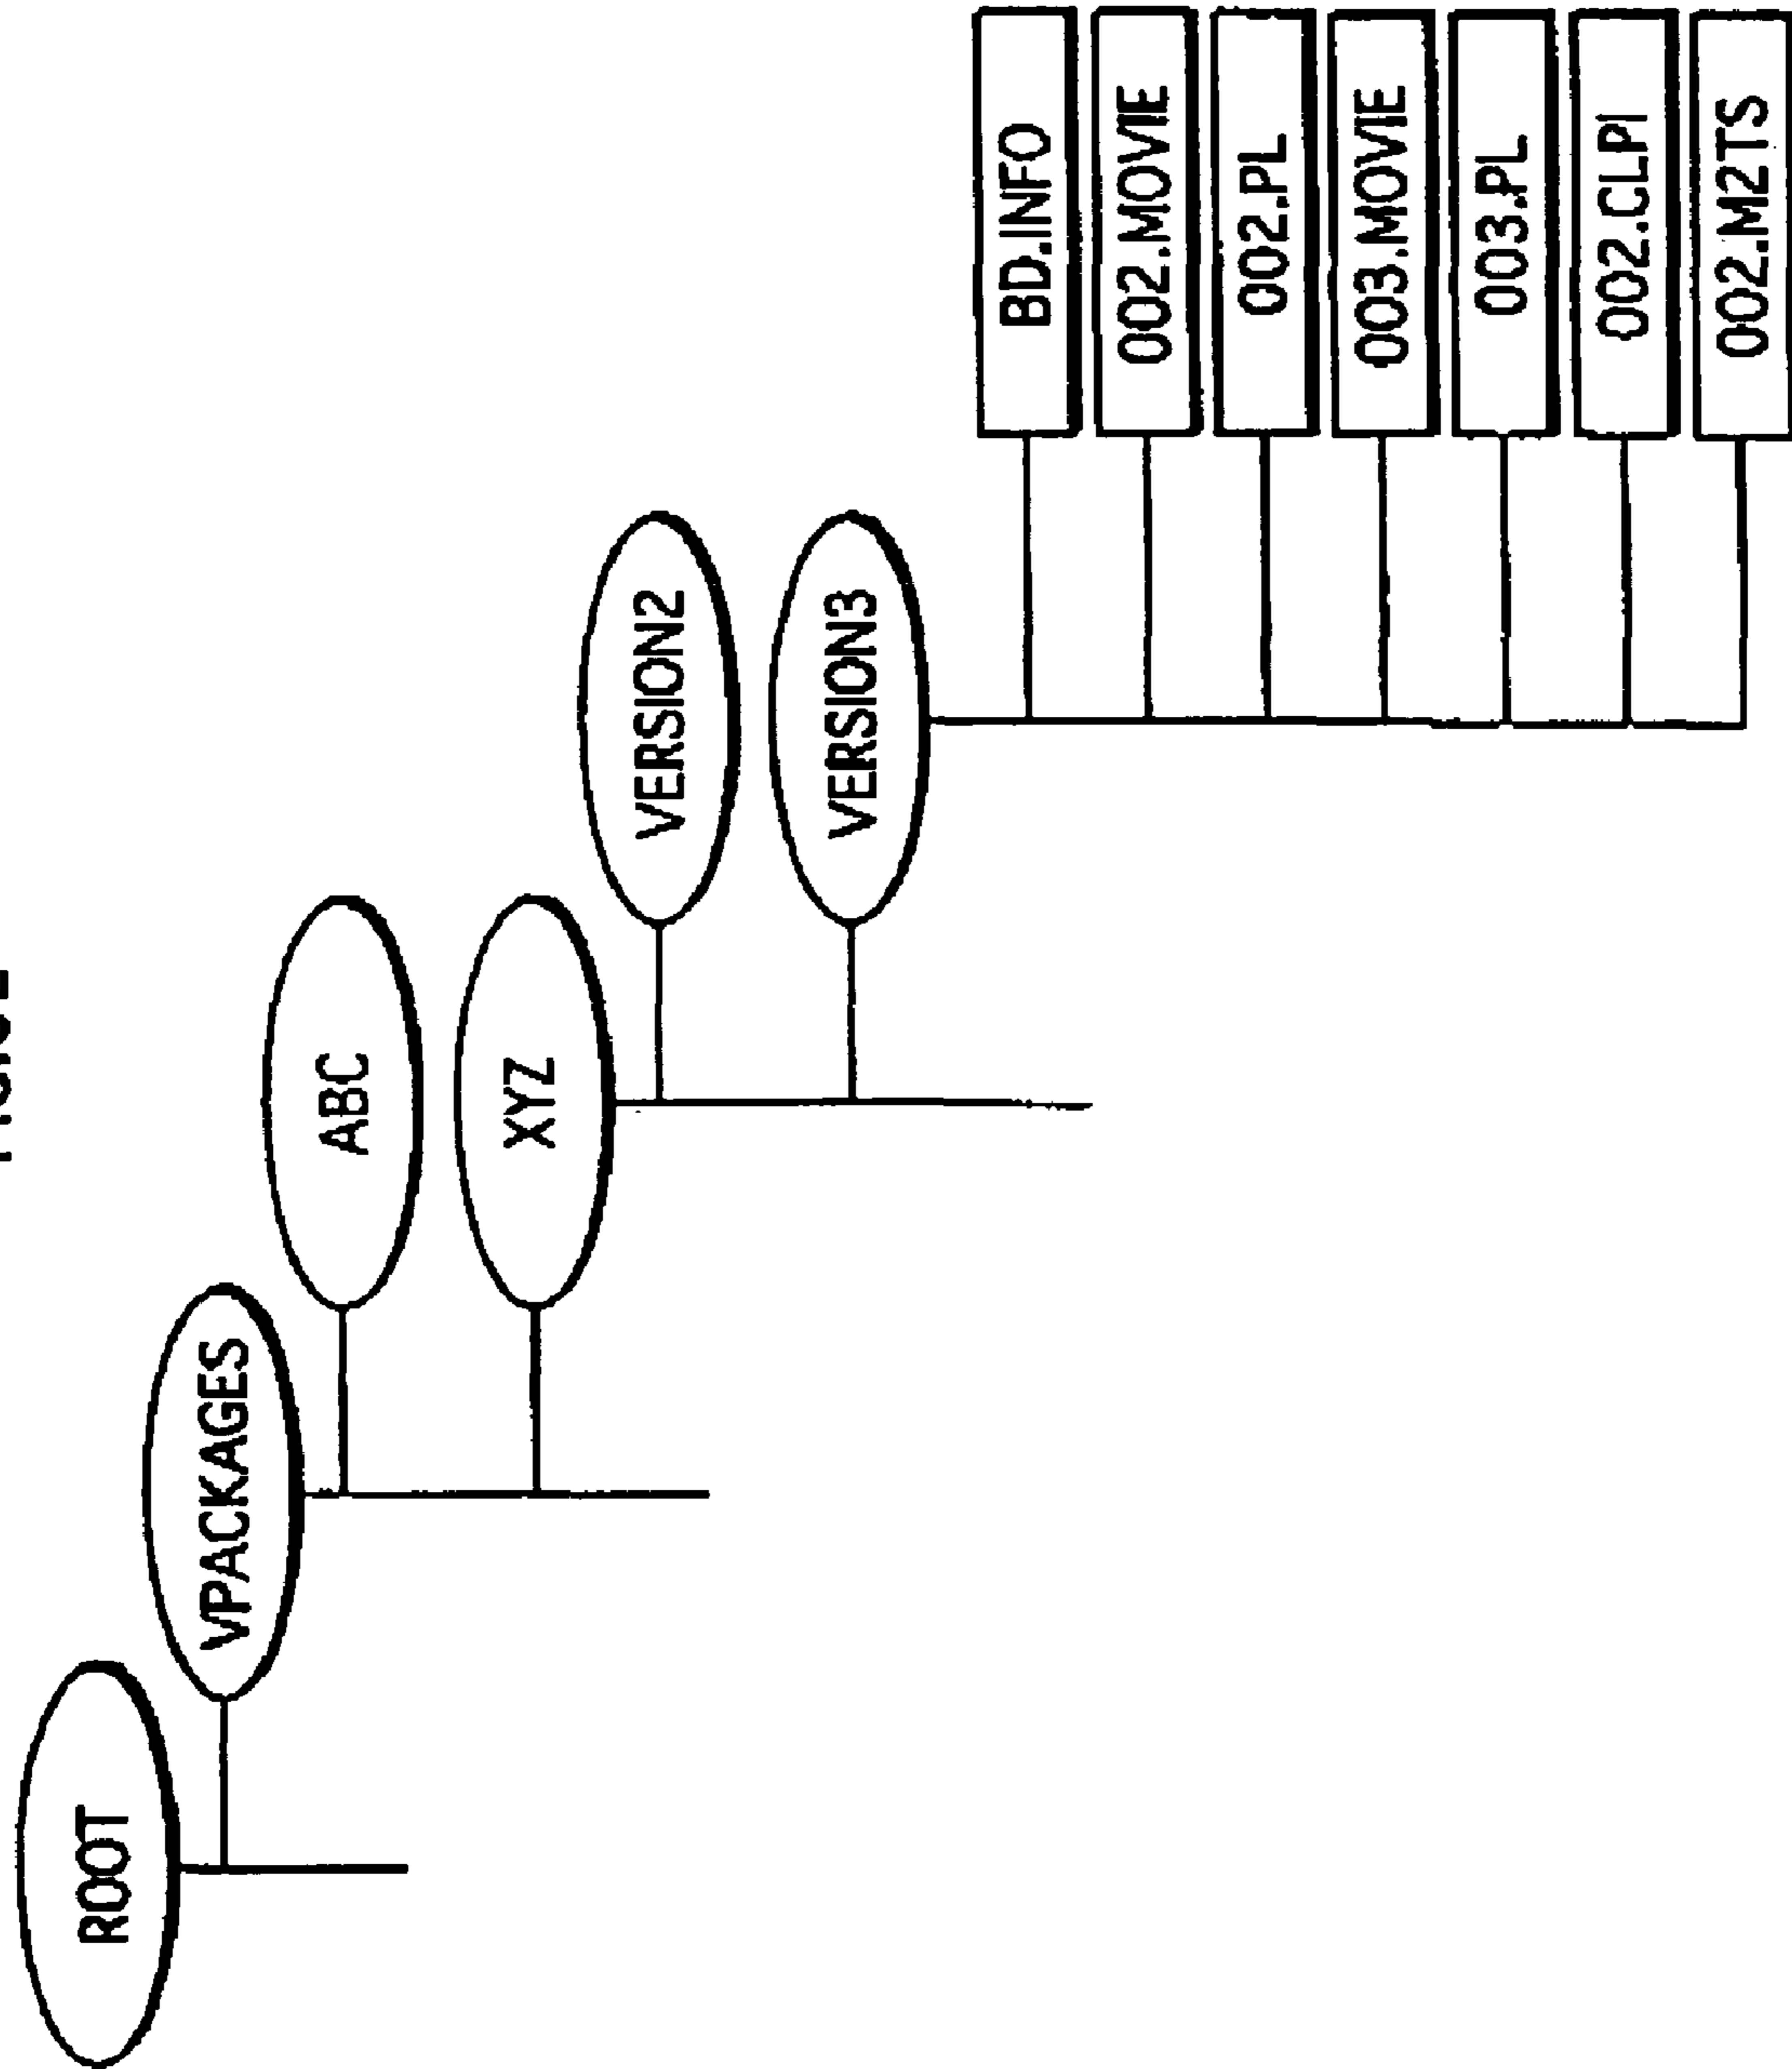 ROOT
VPACKAGES
ABC
XYZ
VERSION2
VERSION3
BD.INFO
002.MOVIE
002.PL
003.MOVIE
003.PL
002.CLPI
002.M2TS